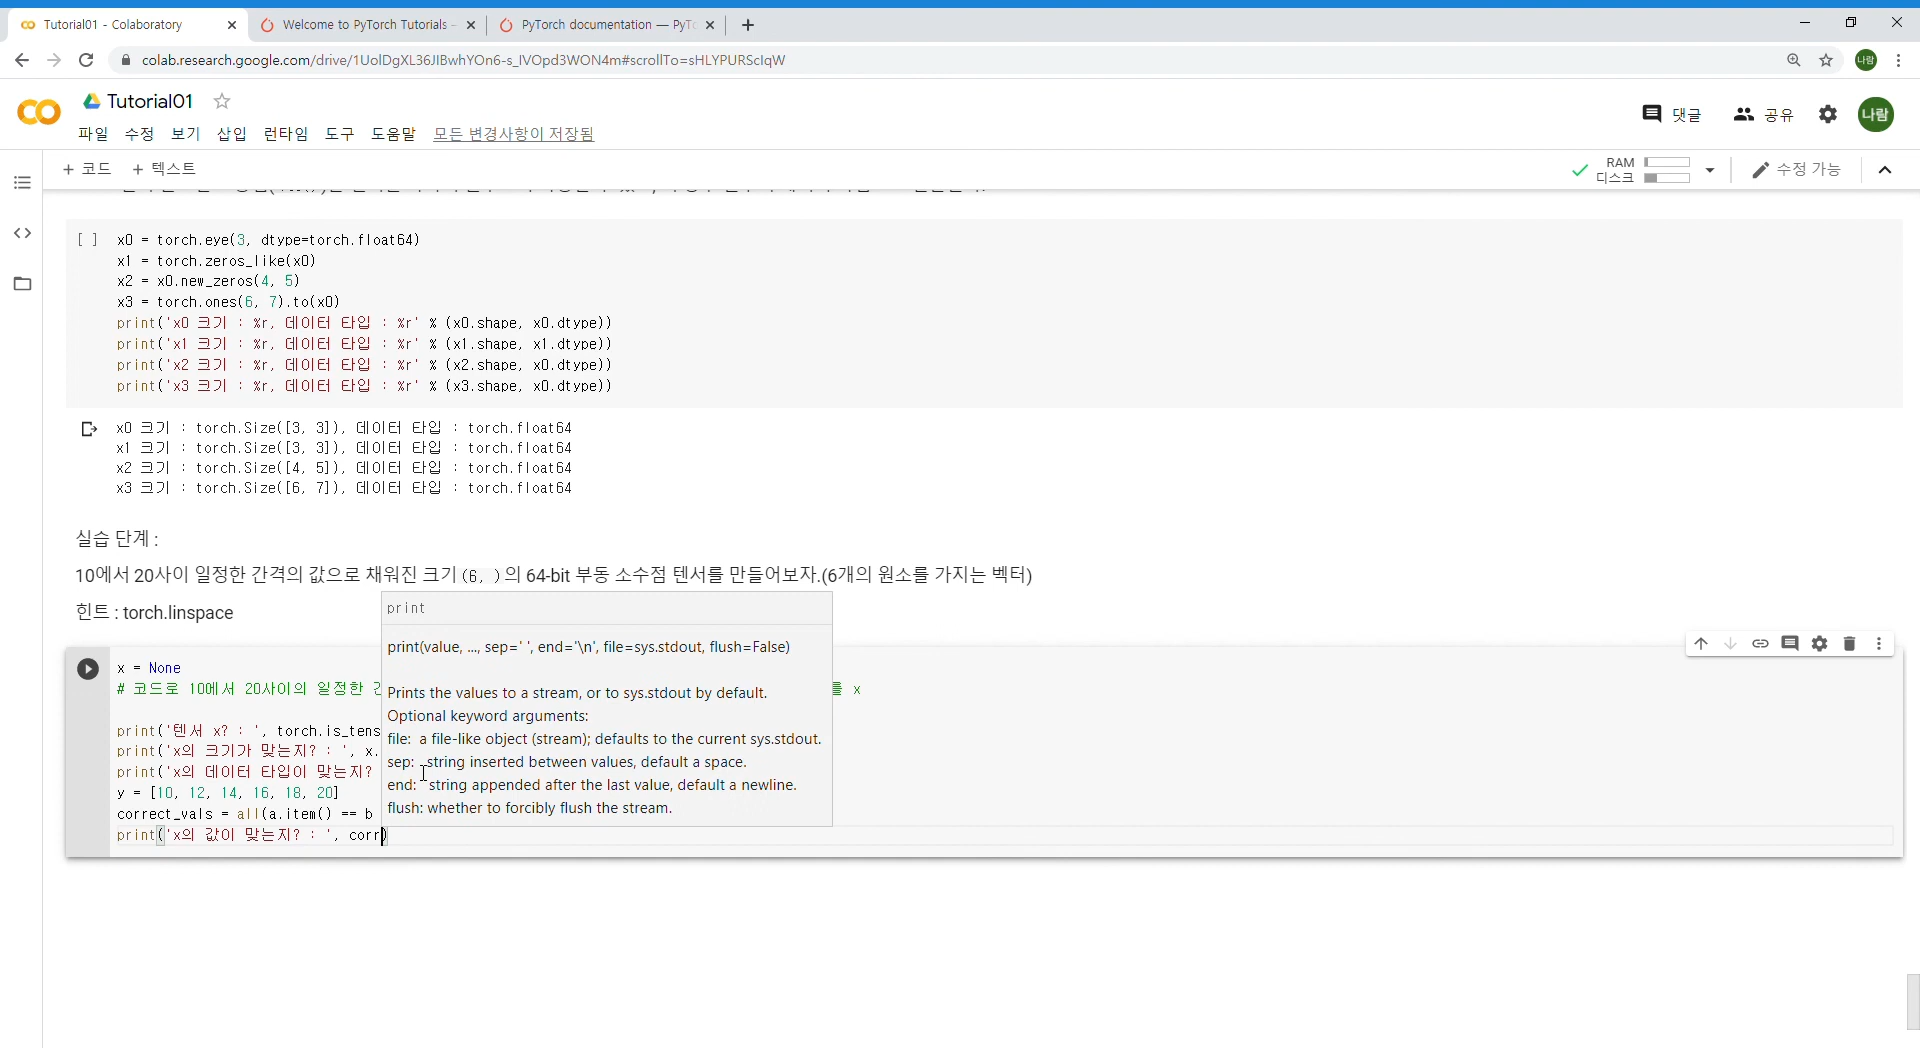 Tutorial01 - Colaboratory
Welcome to PyTorch Tutorials -
PyTorch documentation — PyTo
colab.research.google.com/drive/1UolDgXL36JIBwhYOn6-s_IVOpd3WON4m#scrollTo=sHLYPURSclqW
나람
Tutorial01
파일 수정 보기 삽입 런타임 도구 도움말 모든 변경사항이 저장됨
댓글 공유 나람
+ 코드 + 텍스트
RAM
디스크
수정 가능
[ ] x0 = torch.eye(3, dtype=torch.float64)
x1 = torch.zeros_like(x0)
x2 = x0.new_zeros(4, 5)
x3 = torch.ones(6, 7).to(x0)
print('x0 크기 : %r, 데이터 타입 : %r' % (x0.shape, x0.dtype))
print('x1 크기 : %r, 데이터 타입 : %r' % (x1.shape, x1.dtype))
print('x2 크기 : %r, 데이터 타입 : %r' % (x2.shape, x0.dtype))
print('x3 크기 : %r, 데이터 타입 : %r' % (x3.shape, x0.dtype))
x0 크기 : torch.Size([3, 3]), 데이터 타입 : torch.float64
x1 크기 : torch.Size([3, 3]), 데이터 타입 : torch.float64
x2 크기 : torch.Size([4, 5]), 데이터 타입 : torch.float64
x3 크기 : torch.Size([6, 7]), 데이터 타입 : torch.float64
실습 단계 :
10에서 20사이 일정한 간격의 값으로 채워진 크기 (6, ) 의 64-bit 부동 소수점 텐서를 만들어보자.(6개의 원소를 가지는 벡터)
힌트 : torch.linspace
print
print(value, ..., sep=' ', end='\n', file=sys.stdout, flush=False)
Prints the values to a stream, or to sys.stdout by default.
Optional keyword arguments:
file: a file-like object (stream); defaults to the current sys.stdout.
sep: string inserted between values, default a space.
end: string appended after the last value, default a newline.
flush: whether to forcibly flush the stream.
x = None
# 코드로 10에서 20사이의 일정한 를 x
print('텐서 x? : ', torch.is_tens
print('x의 크기가 맞는지? : ', x.
print('x의 데이터 타입이 맞는지?
y = [10, 12, 14, 16, 18, 20]
correct_vals = all(a.item() == b
print('x의 값이 맞는지? : ', corr)